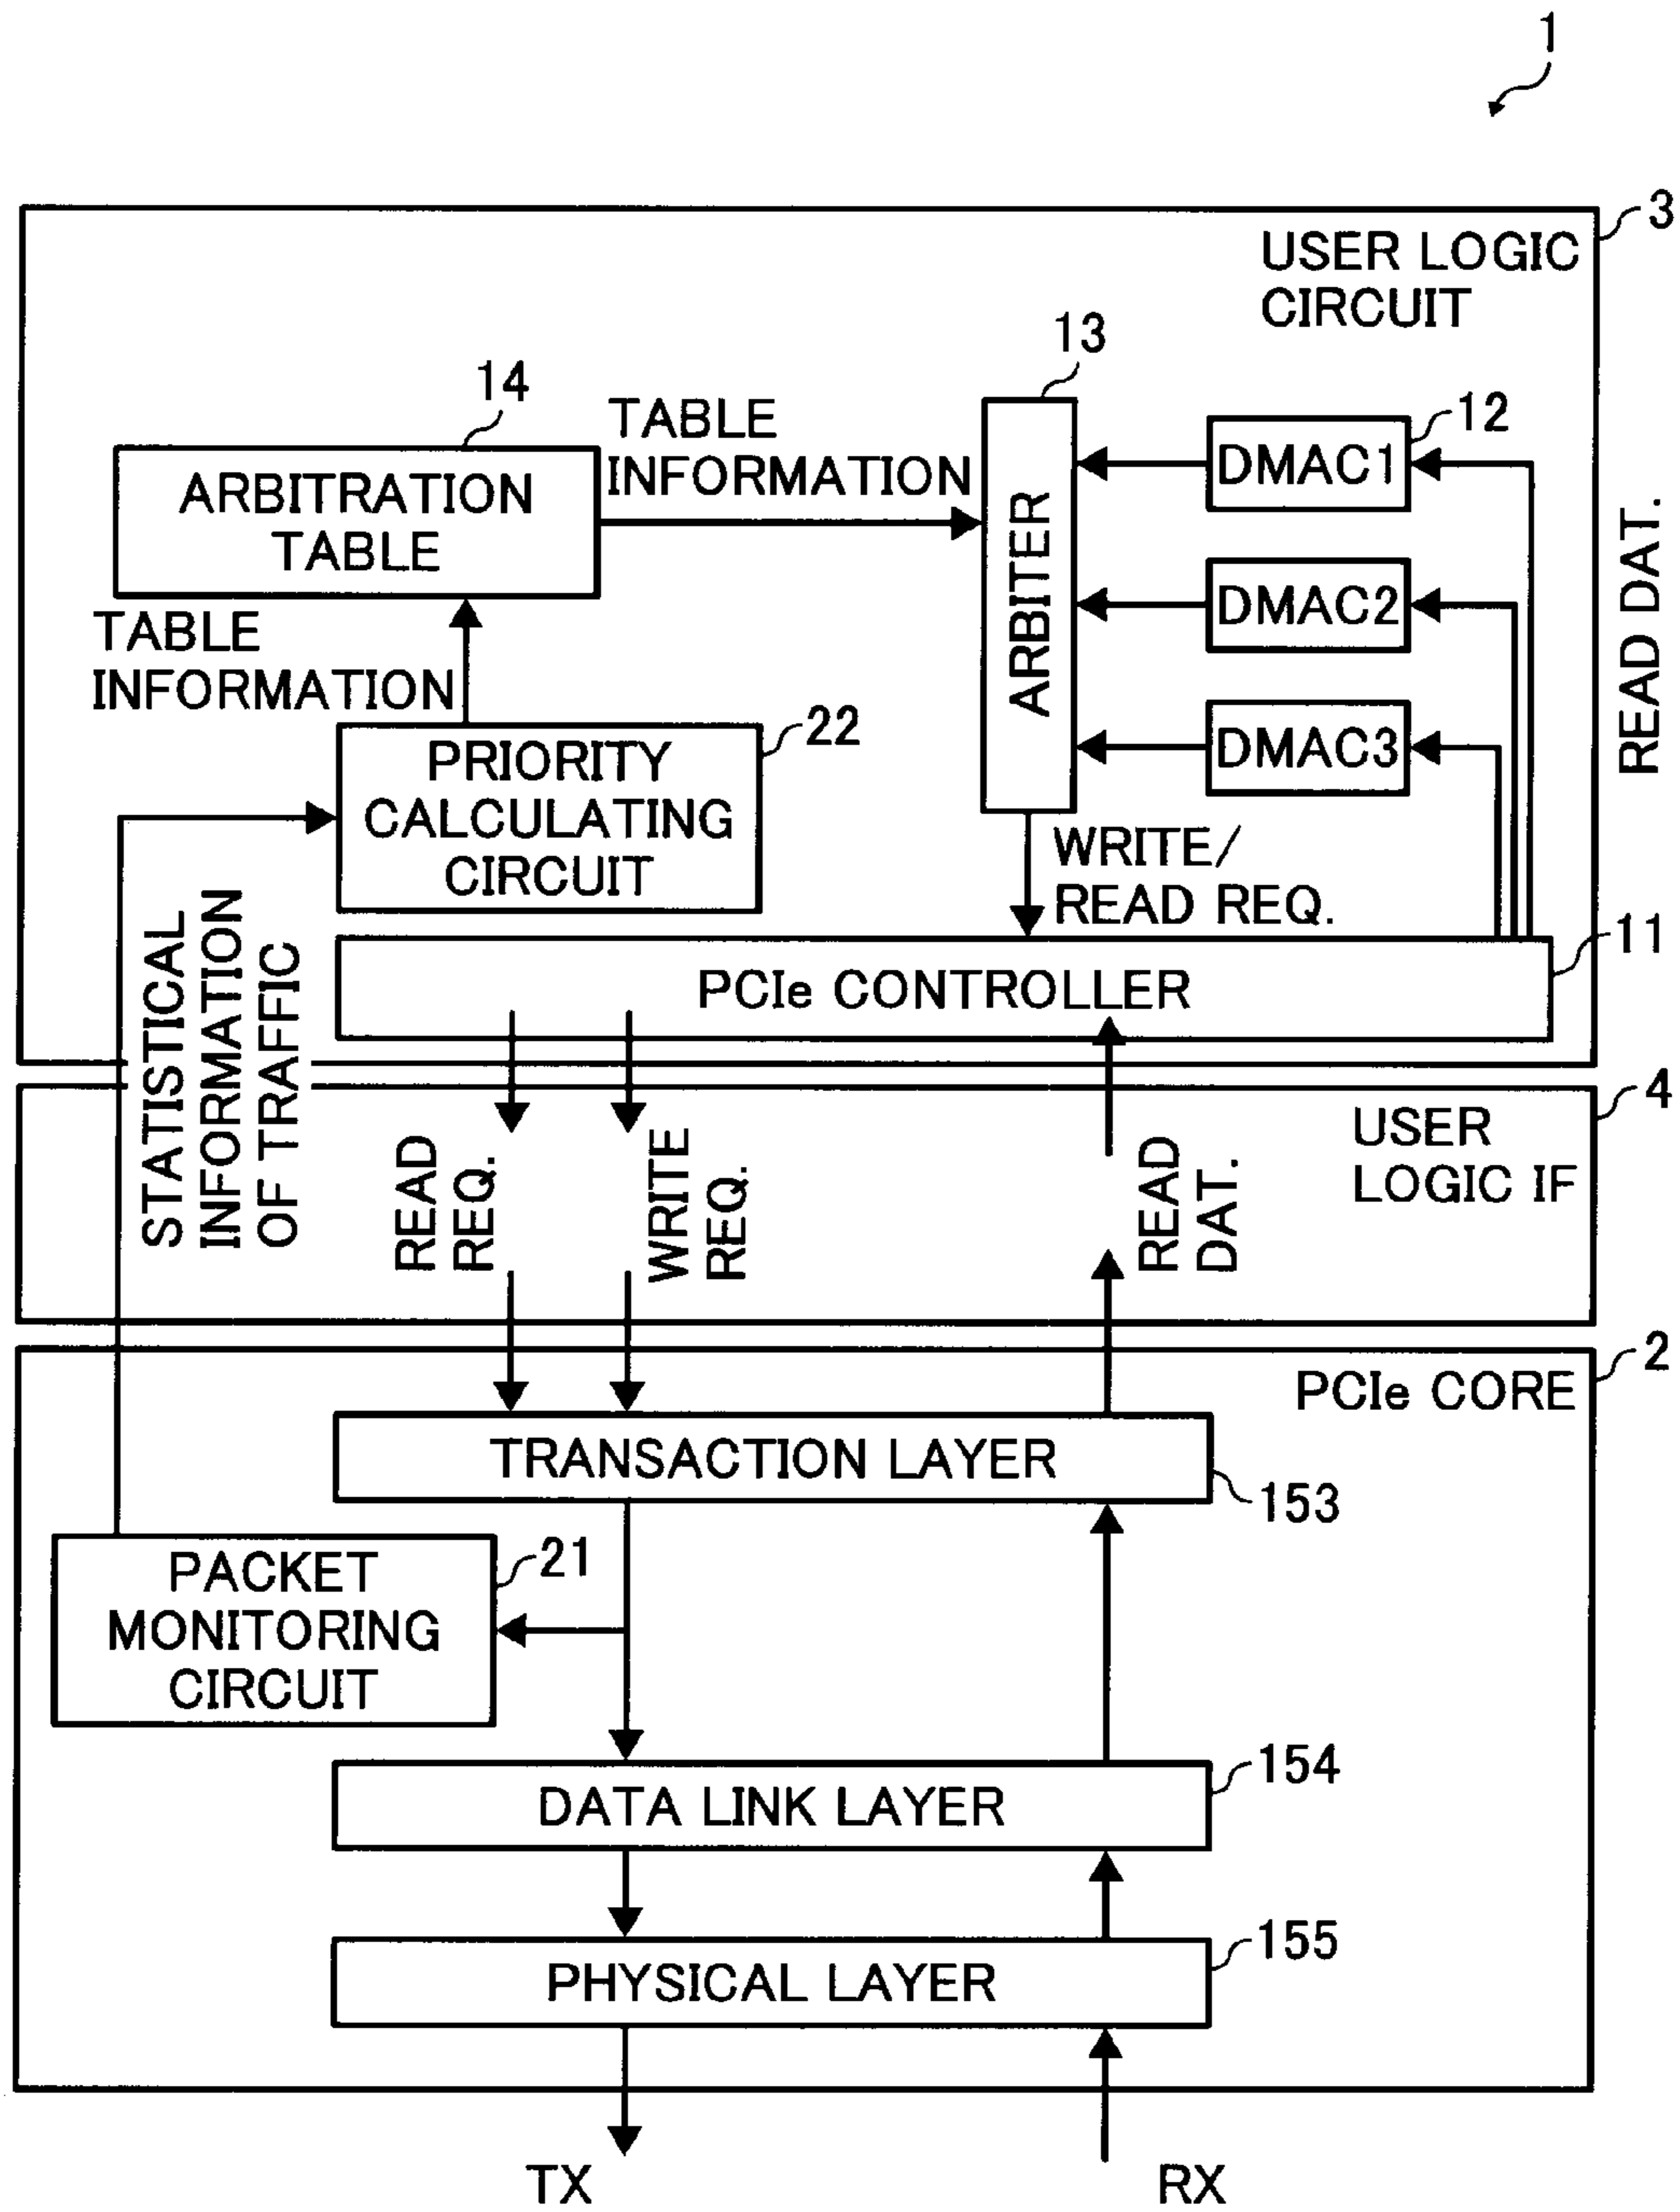 1
3
USER LOGIC
CIRCUIT
13
14
TABLE
INFORMATION
12
ARBITRATION
TABLE
ARBITER
DMAC1
DMAC2
DMAC3
READ DAT.
TABLE
INFORMATION
22
PRIORITY
CALCULATING
CIRCUIT
WRITE/
READ REQ.
11
PCIe CONTROLLER
STATISTICAL
INFORMATION
OF TRAFFIC
4
USER
LOGIC IF
READ
REQ.
WRITE
REQ.
READ
DAT.
2
PCIe CORE
TRANSACTION LAYER
153
21
PACKET
MONITORING
CIRCUIT
154
DATA LINK LAYER
155
PHYSICAL LAYER
TX
RX